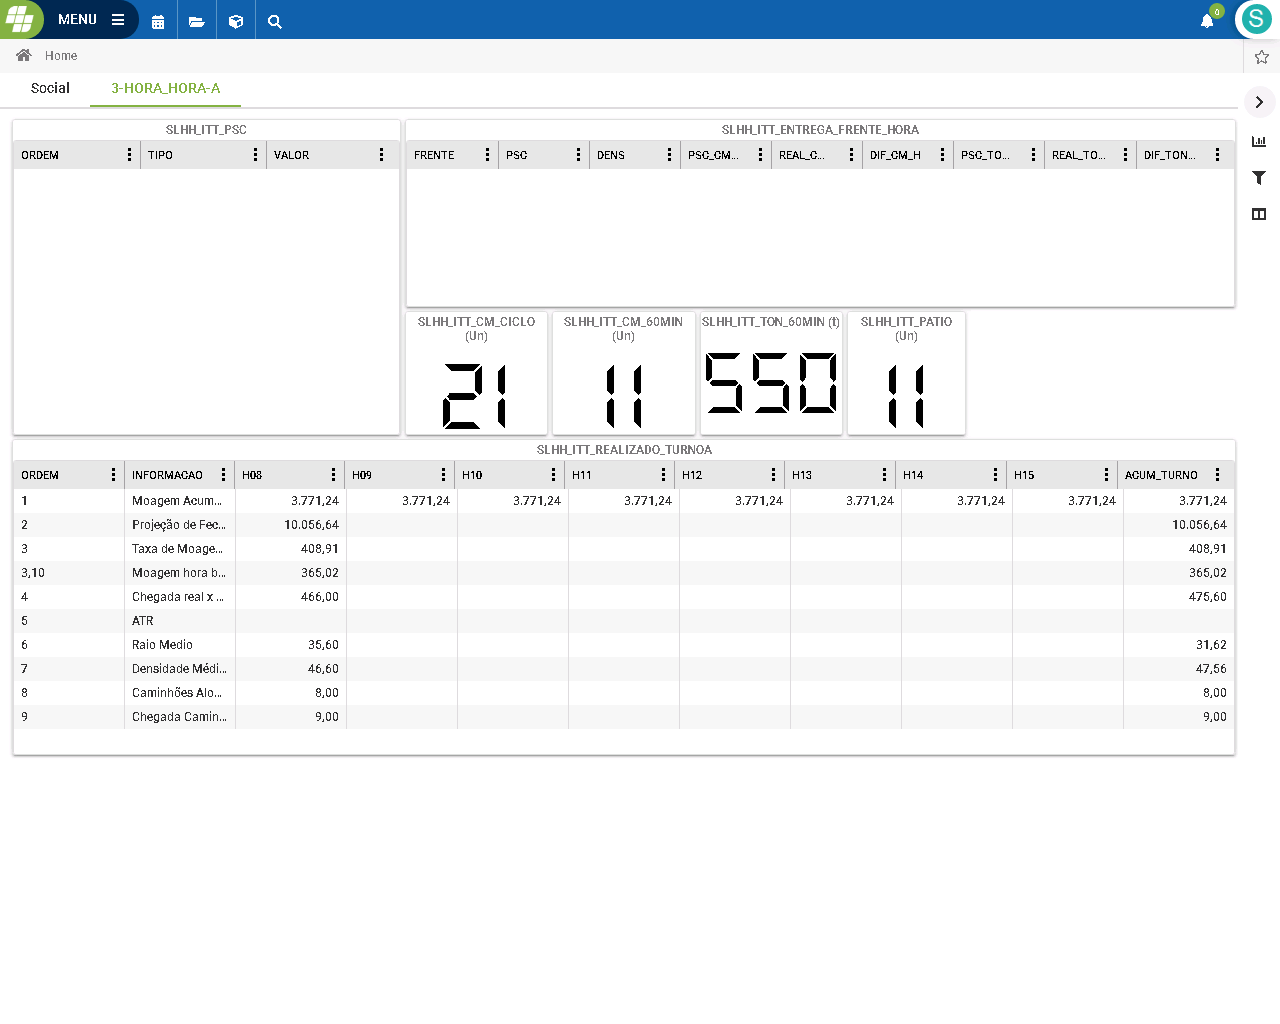 MENU
0
S
Home
Social
3-HORA_HORA-A
SLHH_ITT_PSC
ORDEM TIPO VALOR
SLHH_ITT_ENTREGA_FRENTE_HORA
FRENTE PSC DENS PSC_CM... REAL_C... DIF_CM_H PSC_TO... REAL_TO... DIF_TON...
SLHH_ITT_CM_CICLO (Un)
21
SLHH_ITT_CM_60MIN (Un)
11
SLHH_ITT_TON_60MIN (t)
550
SLHH_ITT_PATIO (Un)
11
SLHH_ITT_REALIZADO_TURNOA
ORDEM INFORMACAO H08 H09 H10 H11 H12 H13 H14 H15 ACUM_TURNO
1 Moagem Acum... 3.771,24 3.771,24 3.771,24 3.771,24 3.771,24 3.771,24 3.771,24 3.771,24 3.771,24
2 Projeção de Fec... 10.056,64 10.056,64
3 Taxa de Moage... 408,91 408,91
3,10 Moagem hora b... 365,02 365,02
4 Chegada real x ... 466,00 475,60
5 ATR
6 Raio Medio 35,60 31,62
7 Densidade Médi... 46,60 47,56
8 Caminhões Alo... 8,00 8,00
9 Chegada Camin... 9,00 9,00